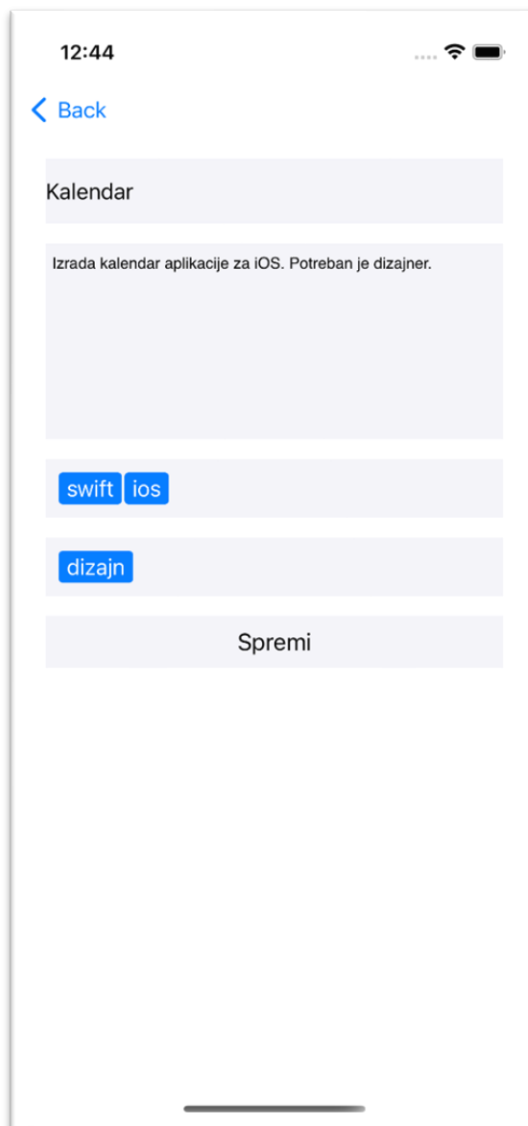 12:44
Back
Kalendar
Izrada kalendar aplikacije za iOS. Potreban je dizajner.
swift ios
dizajn
Spremi